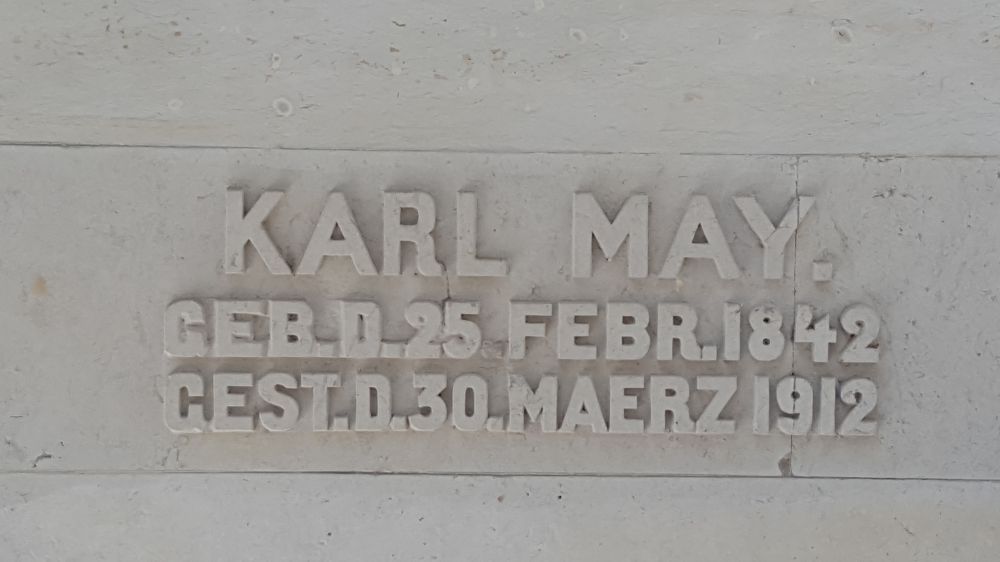 KARL MAY.
GEB.D.25 FEBR.1842
GEST.D.30.MAERZ 1912